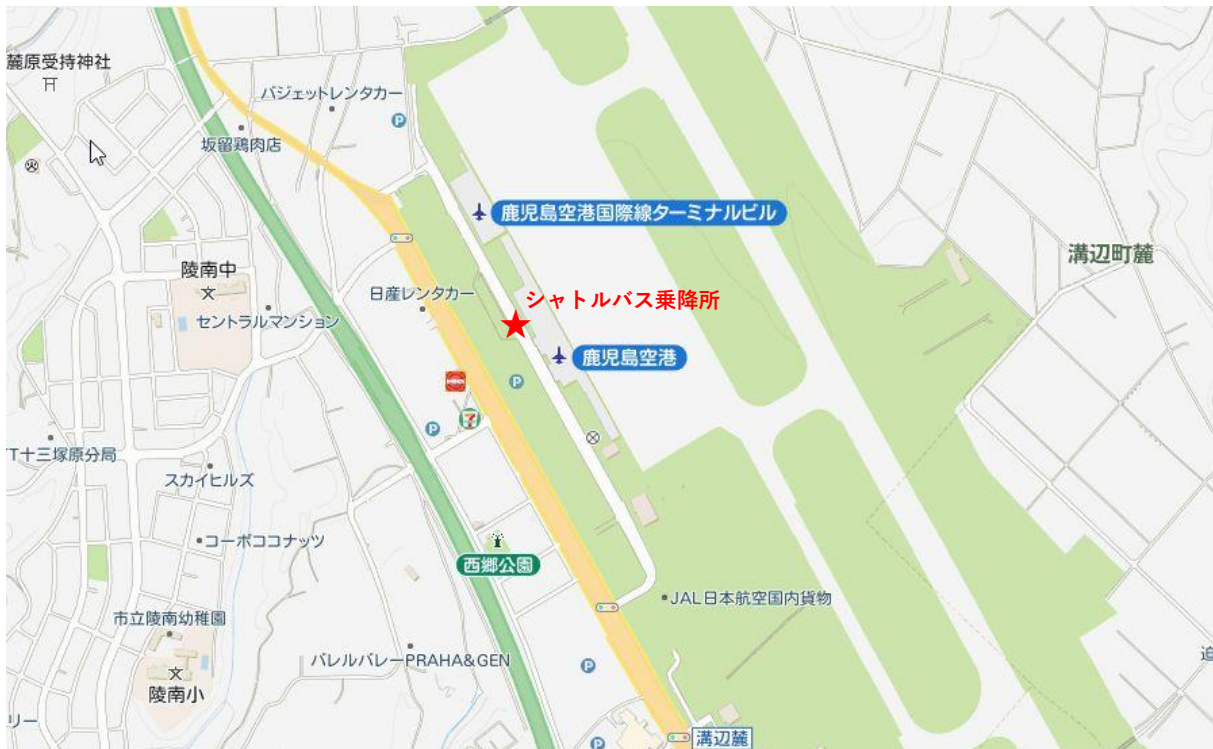 麓原受持神社
バジェットレンタカー
P
坂留鶏肉店
鹿児島空港国際線ターミナルビル
溝辺町麓
陵南中
文
日産レンタカー
シャトルバス乗降所
セントラルマンション
鹿児島空港
P
7
P
T十三塚原分局
スカイヒルズ
コーポココナッツ
西郷公園
JAL日本航空国内貨物
市立陵南幼稚園
バレルバレーPRAHA&GEN
迫
P
文
陵南小
リー
溝辺麓
P